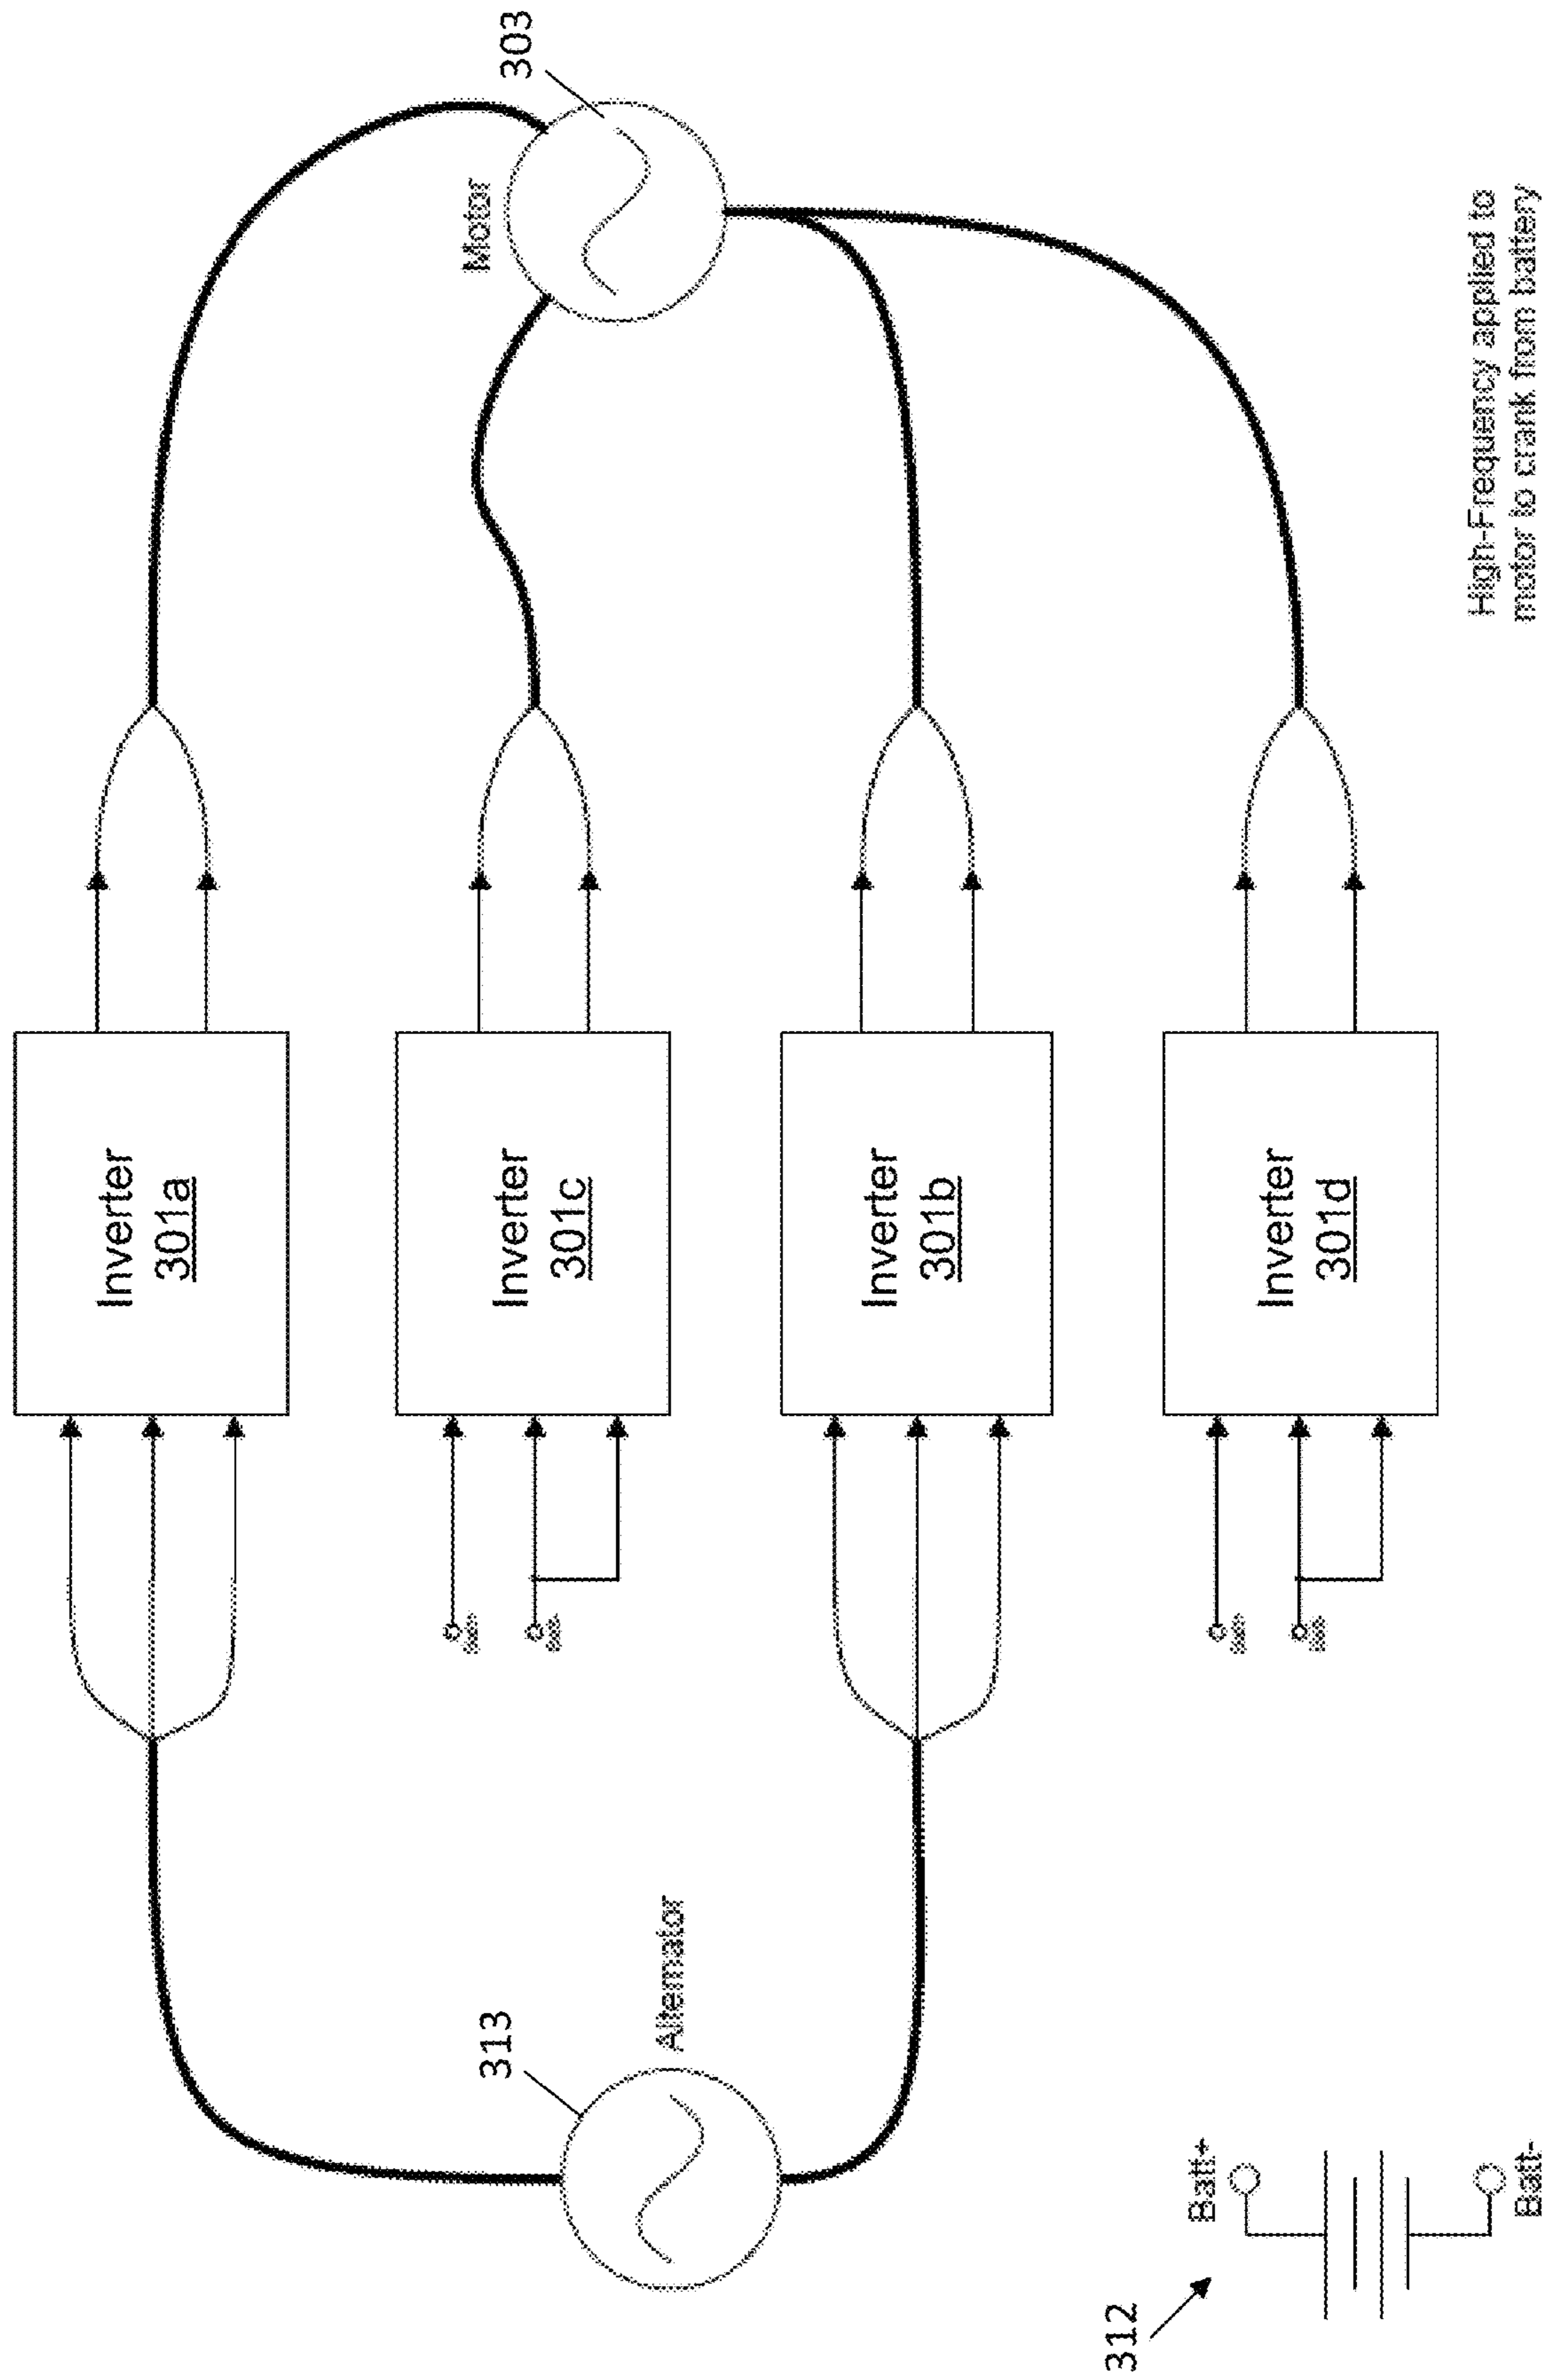 Inverter
301a
Motor
303
313
Inverter
301c
Alternator
Inverter
301b
312
Batt+
Inverter
301d
High-Frequency applied to
motor to crank from battery
Batt-